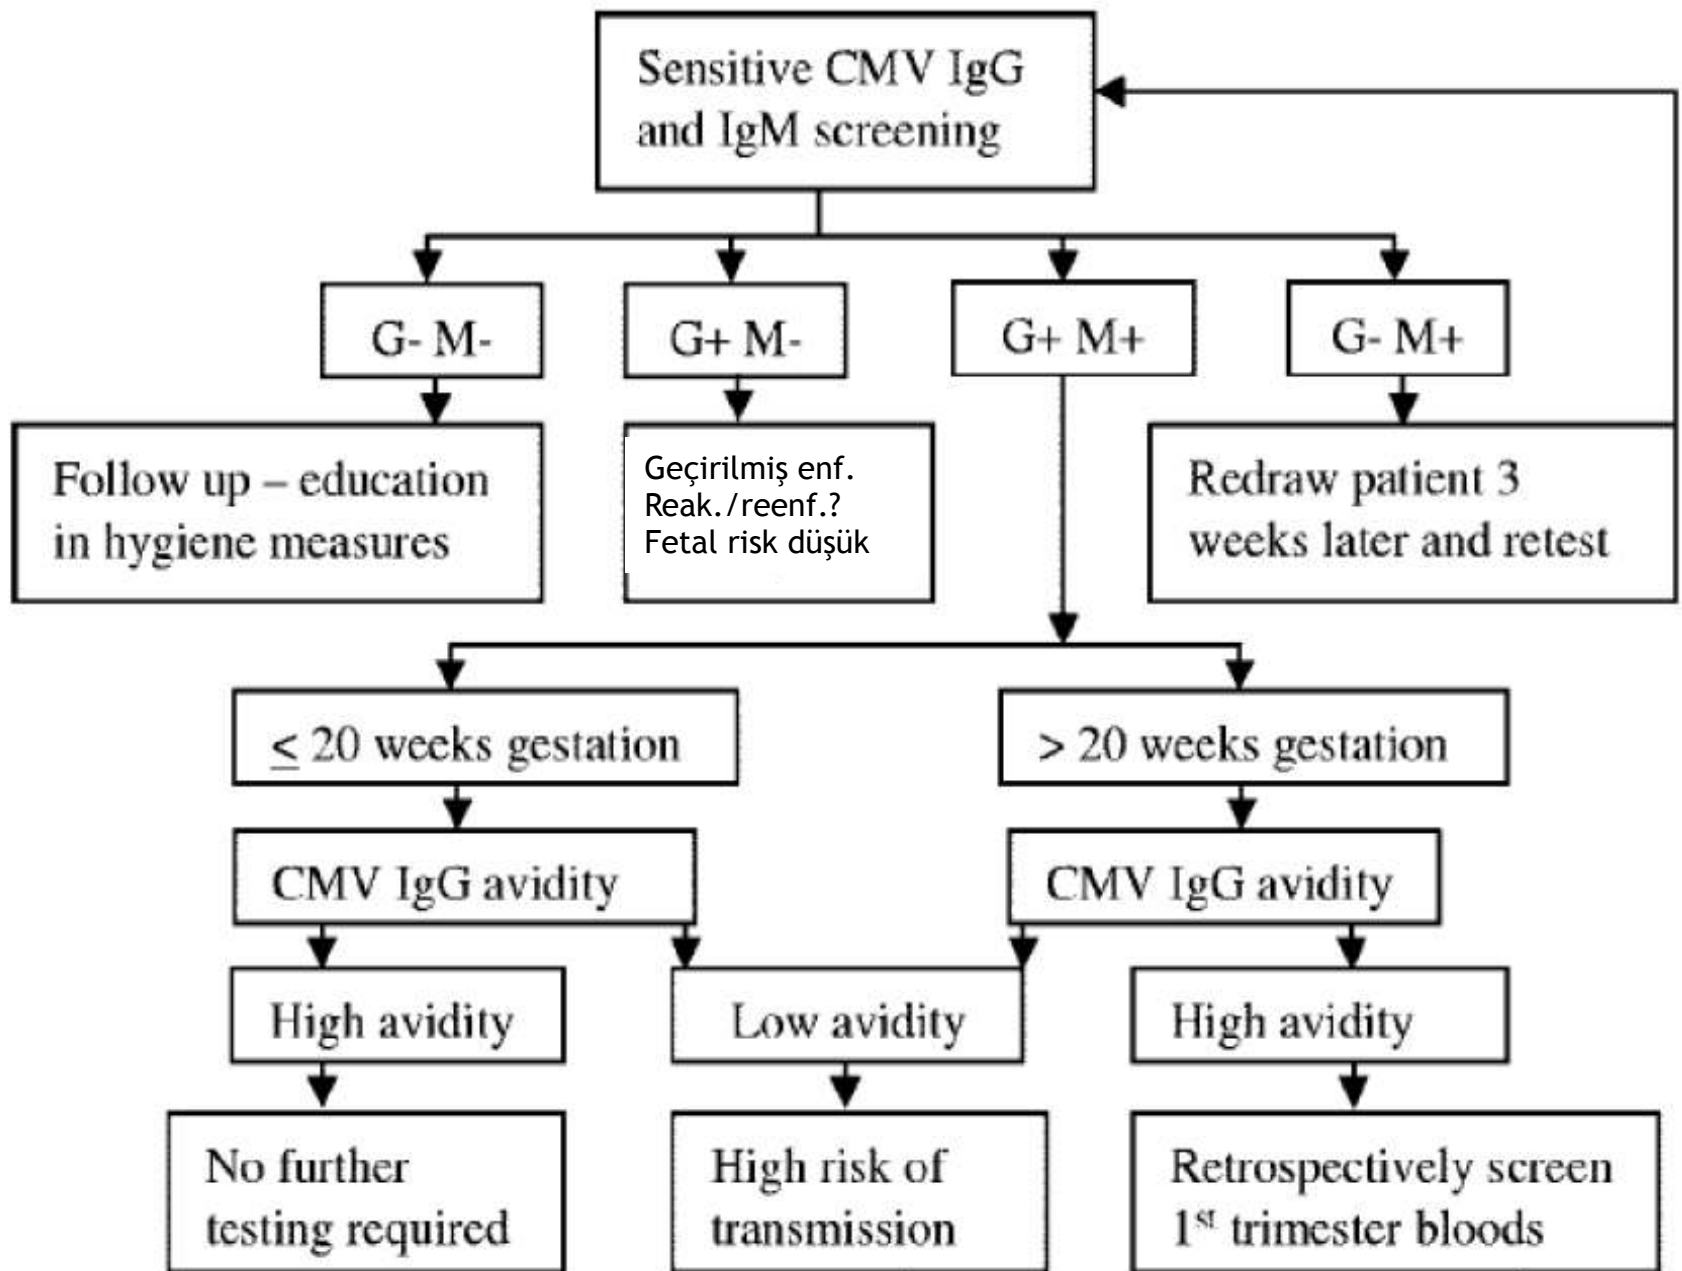 Sensitive CMV IgG
and IgM screening
G- M-
G+ M-
G+ M+
G- M+
Follow up – education
in hygiene measures
Geçirilmiş enf.
Reak./reenf.?
Fetal risk düşük
Redraw patient 3
weeks later and retest
≤ 20 weeks gestation
> 20 weeks gestation
CMV IgG avidity
CMV IgG avidity
High avidity
Low avidity
High avidity
No further
testing required
High risk of
transmission
Retrospectively screen
1st trimester bloods